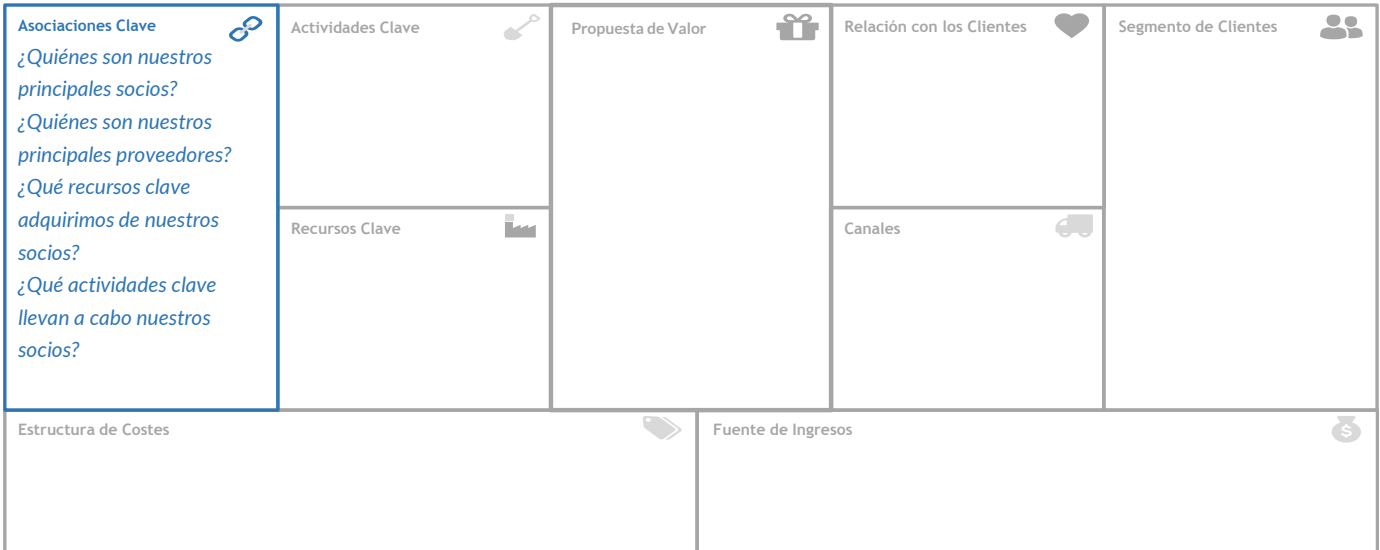 Asociaciones Clave
¿Quiénes son nuestros
principales socios?
¿Quiénes son nuestros
principales proveedores?
¿Qué recursos clave
adquirimos de nuestros
socios?
¿Qué actividades clave
llevan a cabo nuestros
socios?
Actividades Clave
Recursos Clave
Propuesta de Valor
Relación con los Clientes
Canales
Segmento de Clientes
Estructura de Costes
Fuente de Ingresos
$